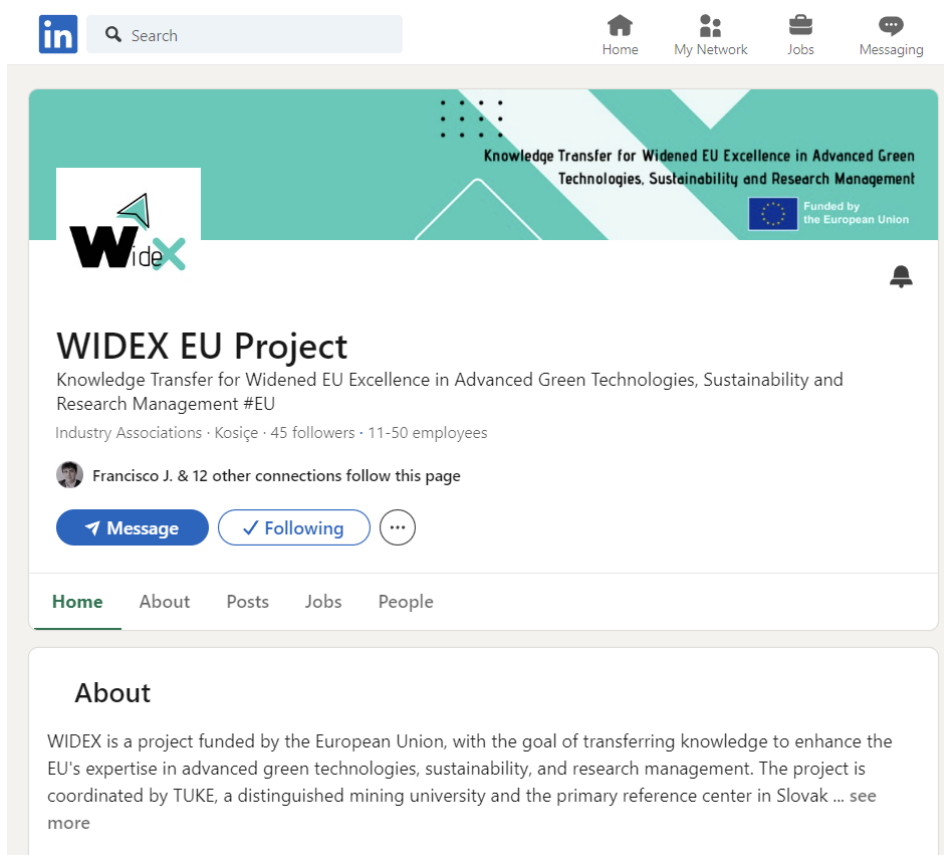 in
Search
Home
My Network
Jobs
Messaging
Knowledge Transfer for Widened EU Excellence in Advanced Green
Technologies, Sustainability and Research Management
Funded by
the European Union
WideX
WIDEX EU Project
Knowledge Transfer for Widened EU Excellence in Advanced Green Technologies, Sustainability and
Research Management #EU
Industry Associations · Kosiçe · 45 followers · 11-50 employees
Francisco J. & 12 other connections follow this page
Message
Following
Home
About
Posts
Jobs
People
About
WIDEX is a project funded by the European Union, with the goal of transferring knowledge to enhance the
EU's expertise in advanced green technologies, sustainability, and research management. The project is
coordinated by TUKE, a distinguished mining university and the primary reference center in Slovak ... see
more